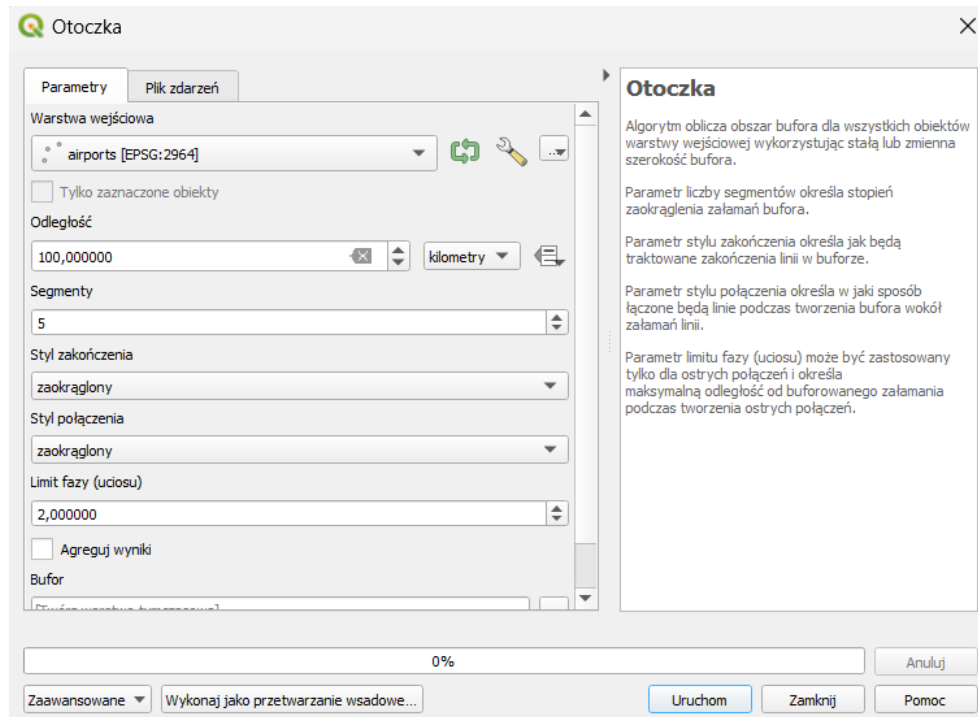 Otoczka
Parametry
Plik zdarzeń
Warstwa wejściowa
airports [EPSG:2964]
Tylko zaznaczone obiekty
Odległość
100,000000
kilometry
Segmenty
5
Styl zakończenia
zaokrąglony
Styl połączenia
zaokrąglony
Limit fazy (uciosu)
2,000000
Agreguj wyniki
Bufor
[Twórz warstwę tymczasową]
Otoczka
Algorytm oblicza obszar bufora dla wszystkich obiektów
warstwy wejściowej wykorzystując stałą lub zmienna
szerokość bufora.
Parametr liczby segmentów określa stopień
zaokrąglenia załamań bufora.
Parametr stylu zakończenia określa jak będą
traktowane zakończenia linii w buforze.
Parametr stylu połączenia określa w jaki sposób
łączone będą linie podczas tworzenia bufora wokół
załamań linii.
Parametr limitu fazy (uciosu) może być zastosowany
tylko dla ostrych połączeń i określa
maksymalną odległość od buforowanego załamania
podczas tworzenia ostrych połączeń.
0%
Anuluj
Zaawansowane
Wykonaj jako przetwarzanie wsadowe...
Uruchom
Zamknij
Pomoc